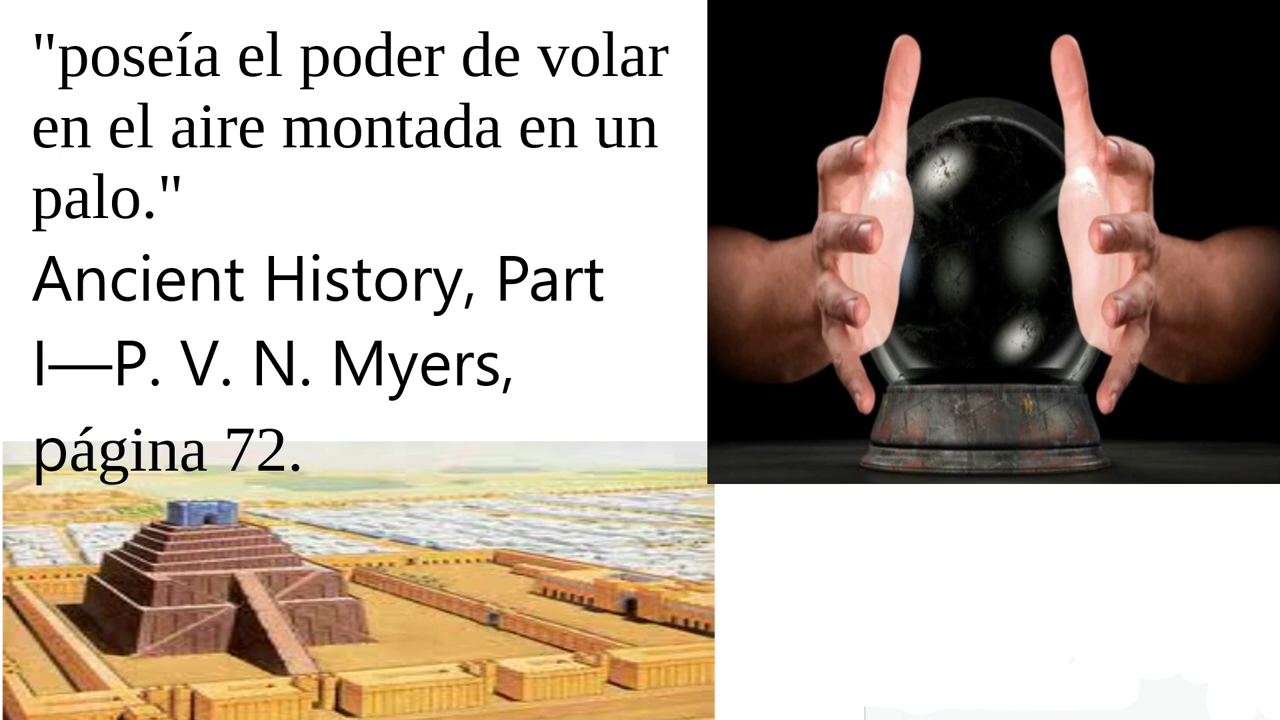 "poseía el poder de volar
en el aire montada en un
palo."
Ancient History, Part
I—P. V. N. Myers,
página 72.